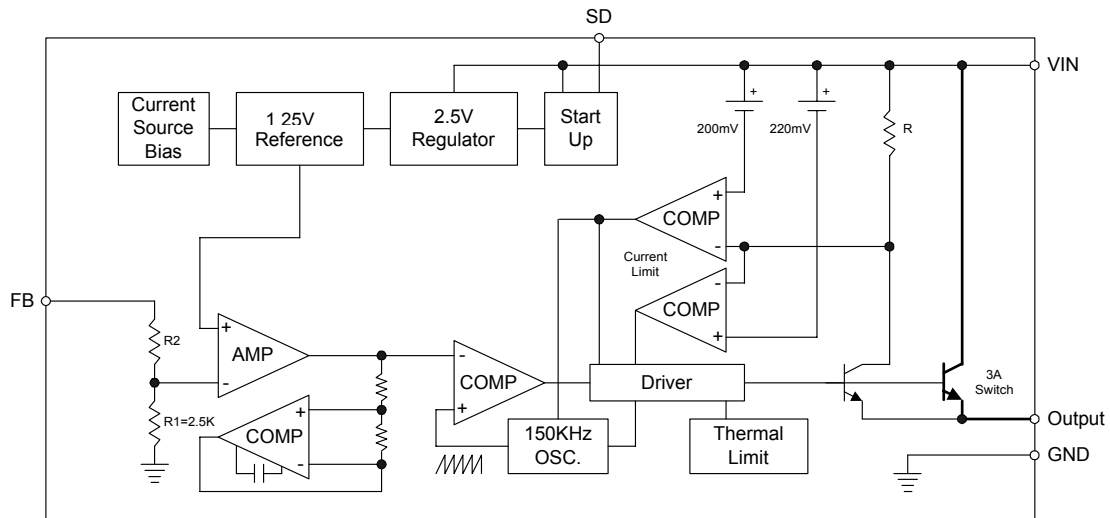 SD
VIN
Current
Source
Bias
1.25V
Reference
2.5V
Regulator
Start
Up
+
200mV
+
220mV
R
+
COMP
-
Current
Limit
-
COMP
+
FB
R2
R1=2.5K
+
AMP
-
+
COMP
-
-
COMP
+
Driver
150KHz
OSC.
Thermal
Limit
3A
Switch
Output
GND